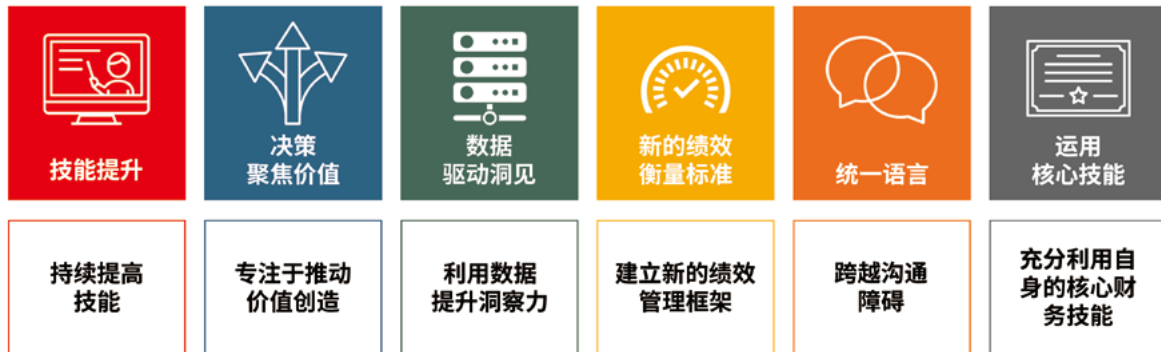 技能提升
决策
聚焦价值
数据
驱动洞见
新的绩效
衡量标准
统一语言
运用
核心技能
持续提高
技能
专注于推动
价值创造
利用数据
提升洞察力
建立新的绩效
管理框架
跨越沟通
障碍
充分利用自
身的核心财
务技能